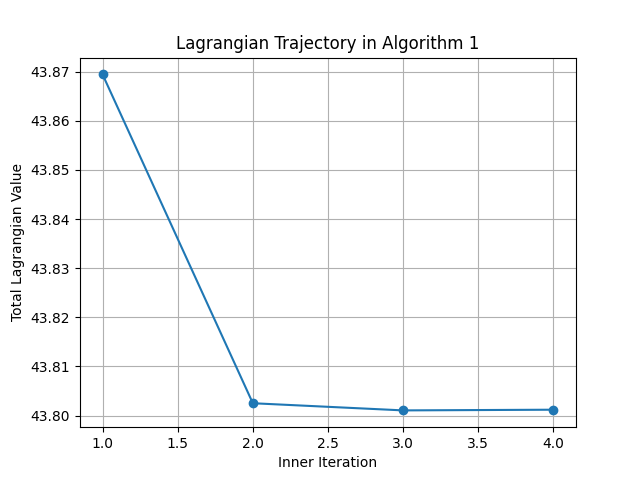 Lagrangian Trajectory in Algorithm 1
Total Lagrangian Value
43.87
43.86
43.85
43.84
43.83
43.82
43.81
43.80
1.0 1.5 2.0 2.5 3.0 3.5 4.0
Inner Iteration